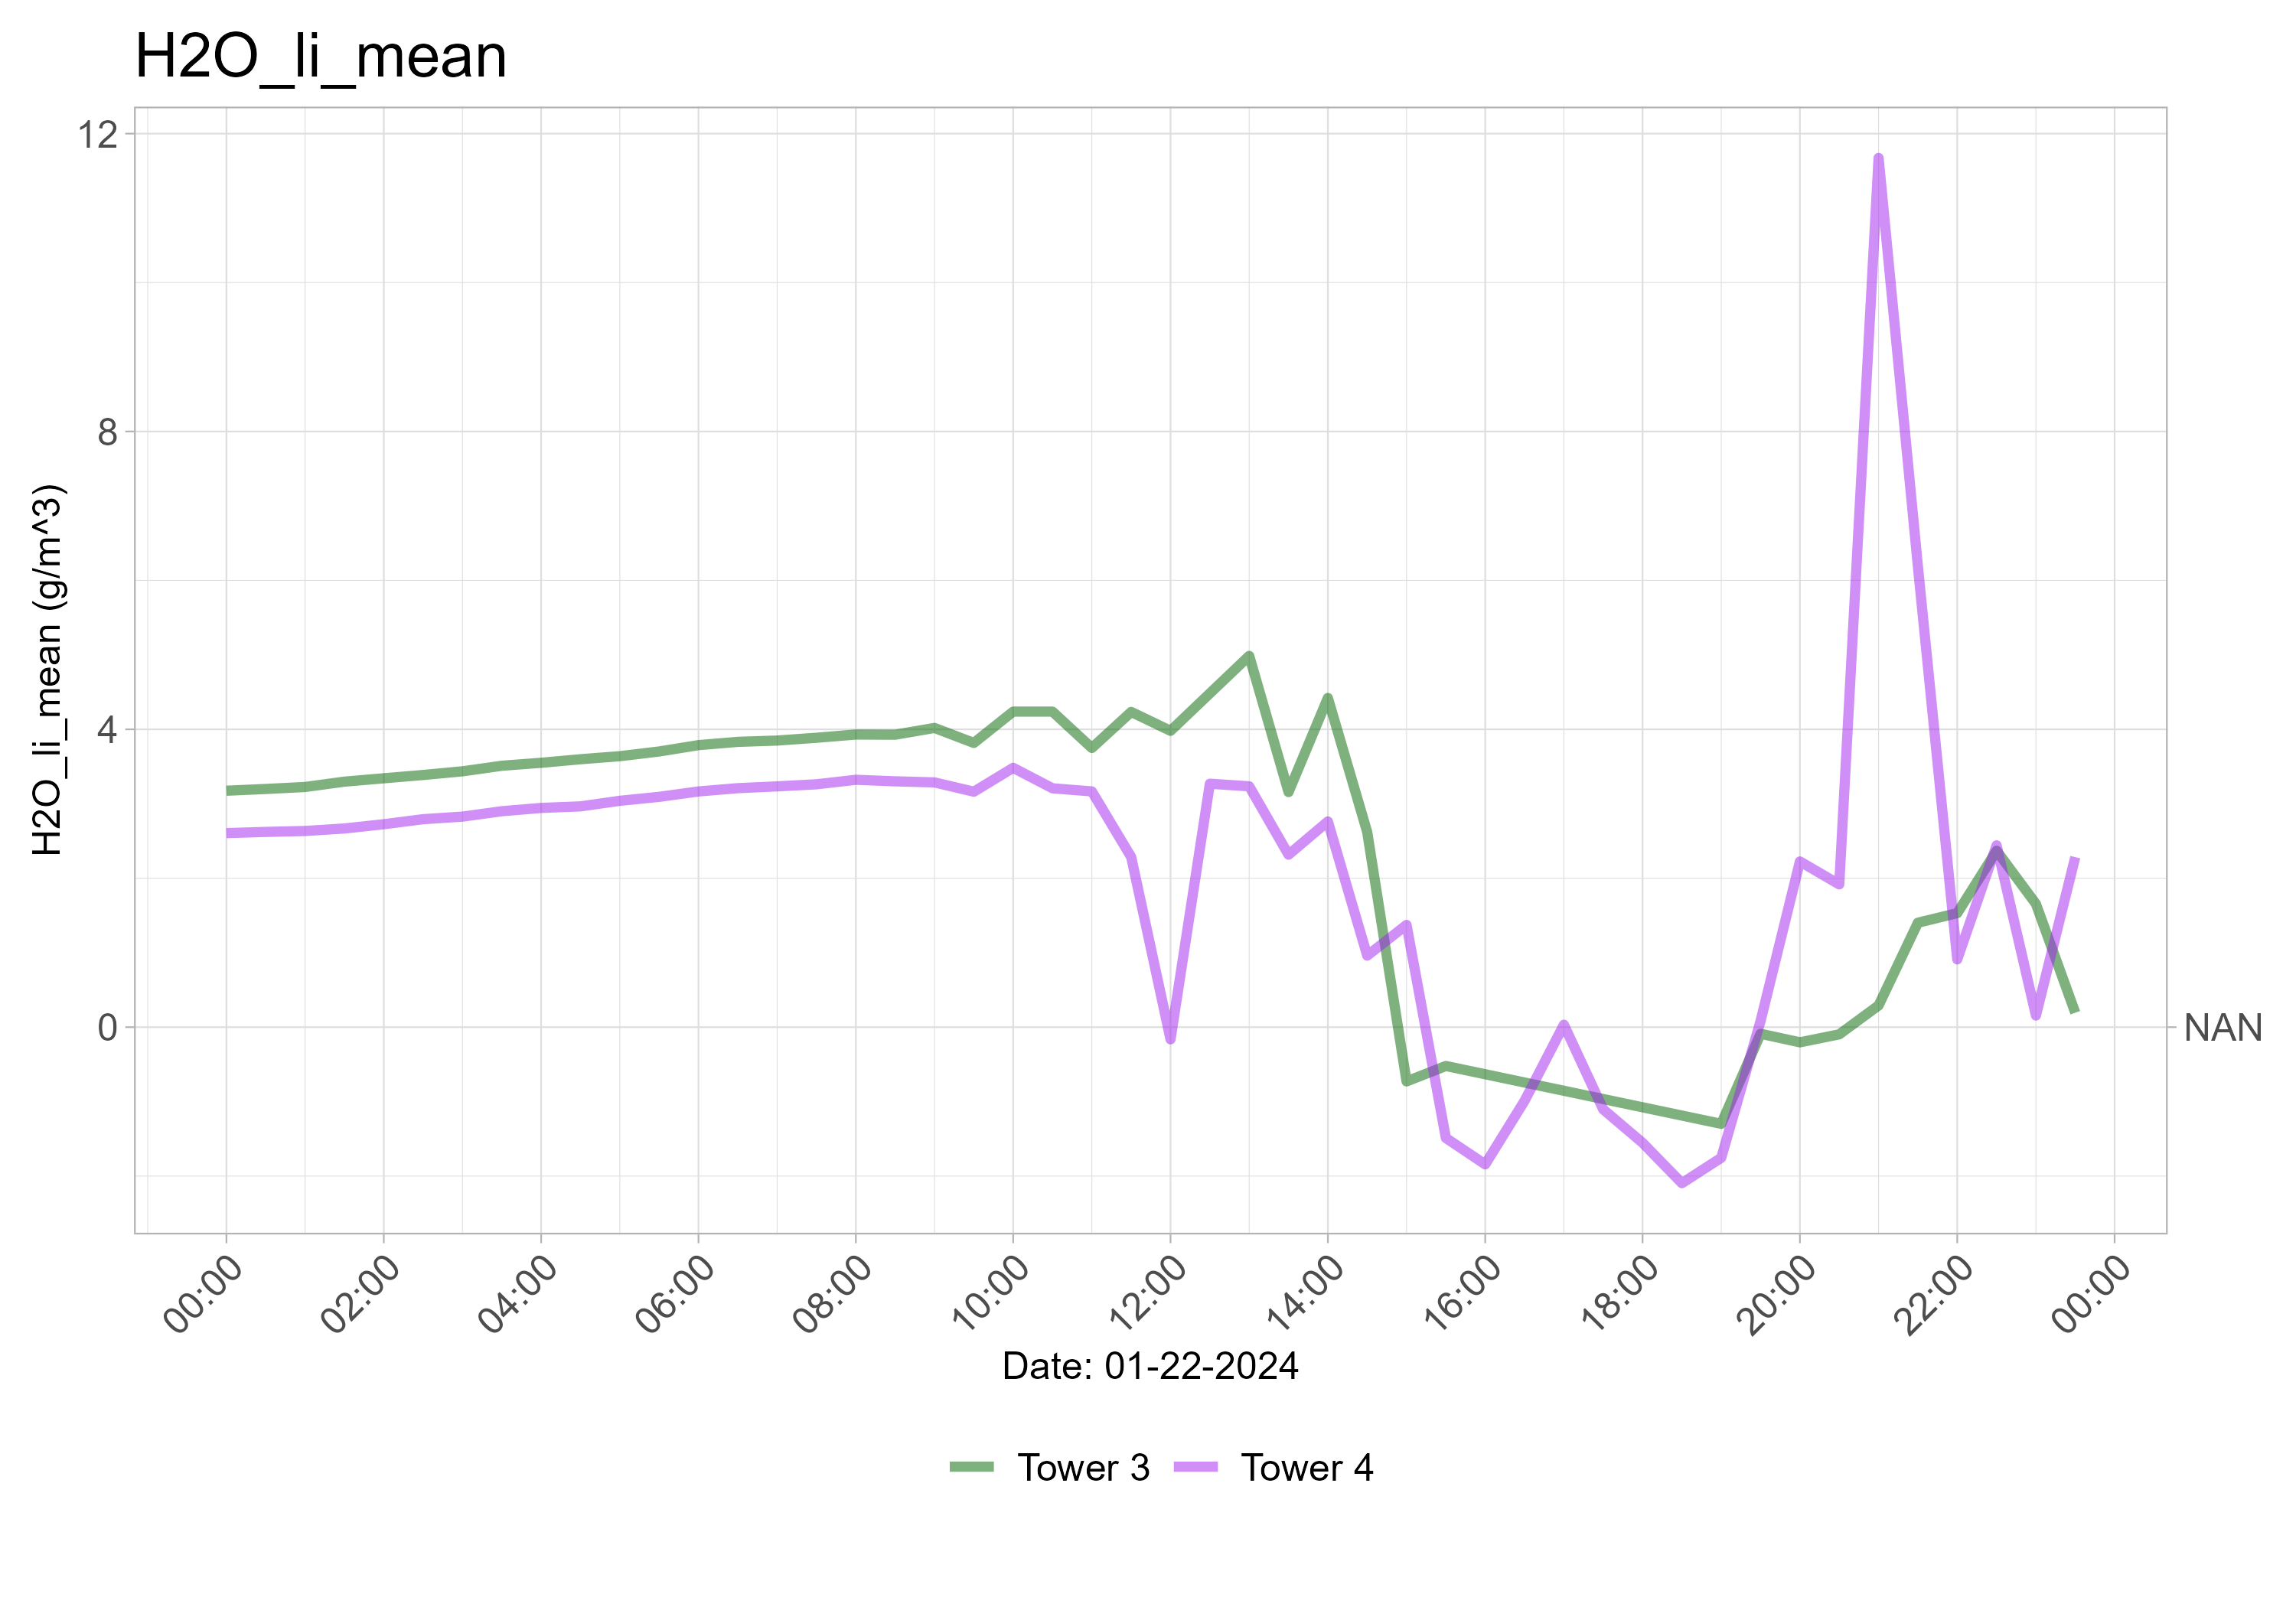 H2O_li_mean
12
8
4
0
H2O_li_mean (g/m^3)
NAN
00:00 02:00 04:00 06:00 08:00 10:00 12:00 14:00 16:00 18:00 20:00 22:00 00:00
Date: 01-22-2024
Tower 3 Tower 4